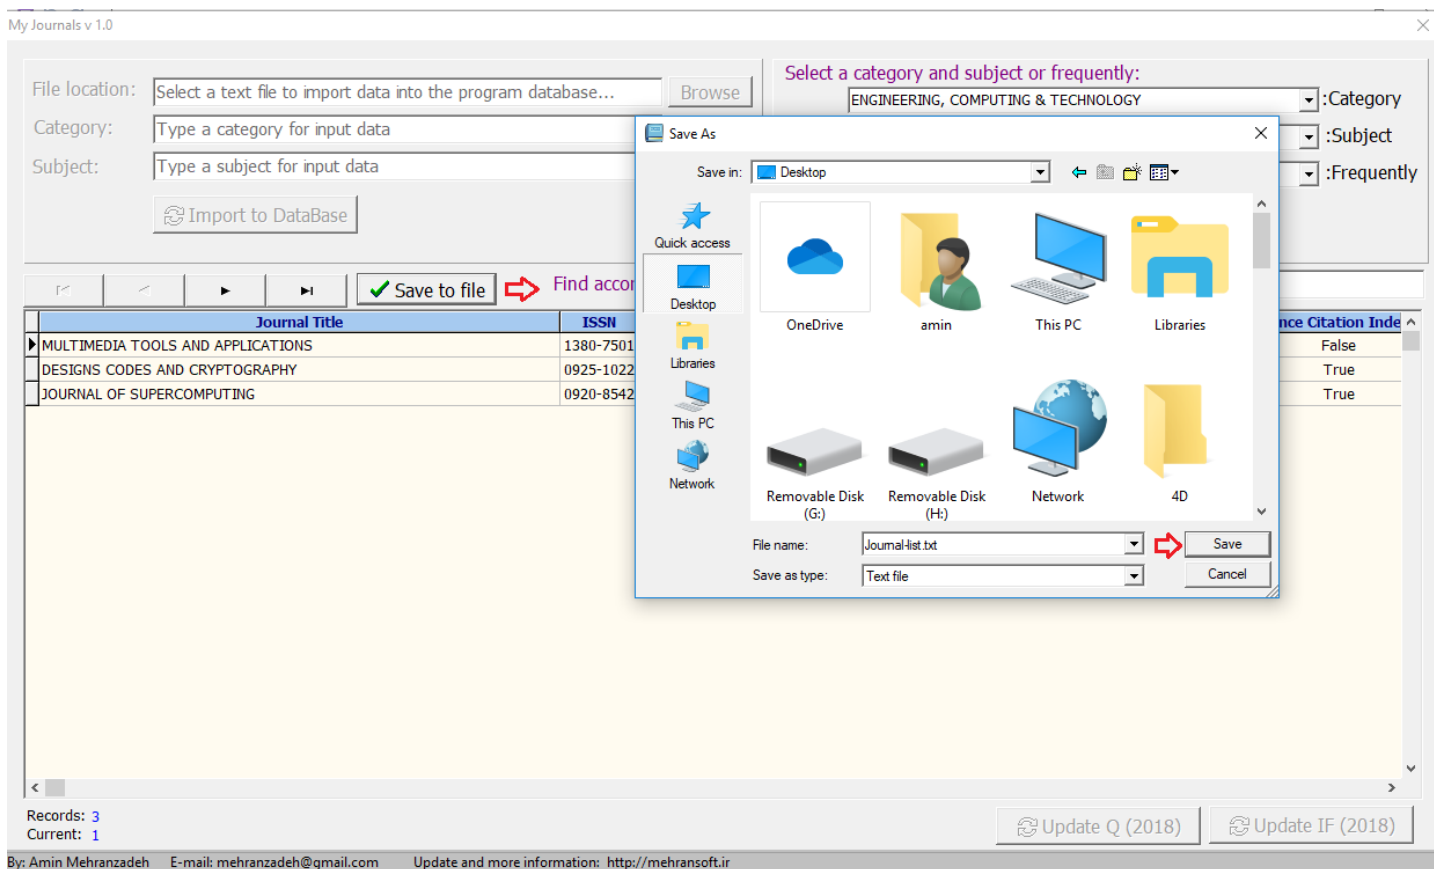 My Journals v 1.0
Select a category and subject or frequently:
File location:
Select a text file to import data into the program database...
Browse
ENGINEERING, COMPUTING & TECHNOLOGY
:Category
Category:
Type a category for input data
:Subject
Subject:
Type a subject for input data
:Frequently
Import to DataBase
Save to file
Find accor
Journal Title ISSN nce Citation Inde
MULTIMEDIA TOOLS AND APPLICATIONS 1380-7501 False
DESIGNS CODES AND CRYPTOGRAPHY 0925-1022 True
JOURNAL OF SUPERCOMPUTING 0920-8542 True
Save As
Save in: Desktop
Quick access
Desktop
Libraries
This PC
Network
OneDrive amin This PC Libraries
Removable Disk (G:)
Removable Disk (H:)
Network
4D
File name: Journal-list.txt Save
Save as type: Text file Cancel
Records: 3
Current: 1
Update Q (2018)
Update IF (2018)
By: Amin Mehranzadeh E-mail: mehranzadeh@gmail.com Update and more information: http://mehransoft.ir